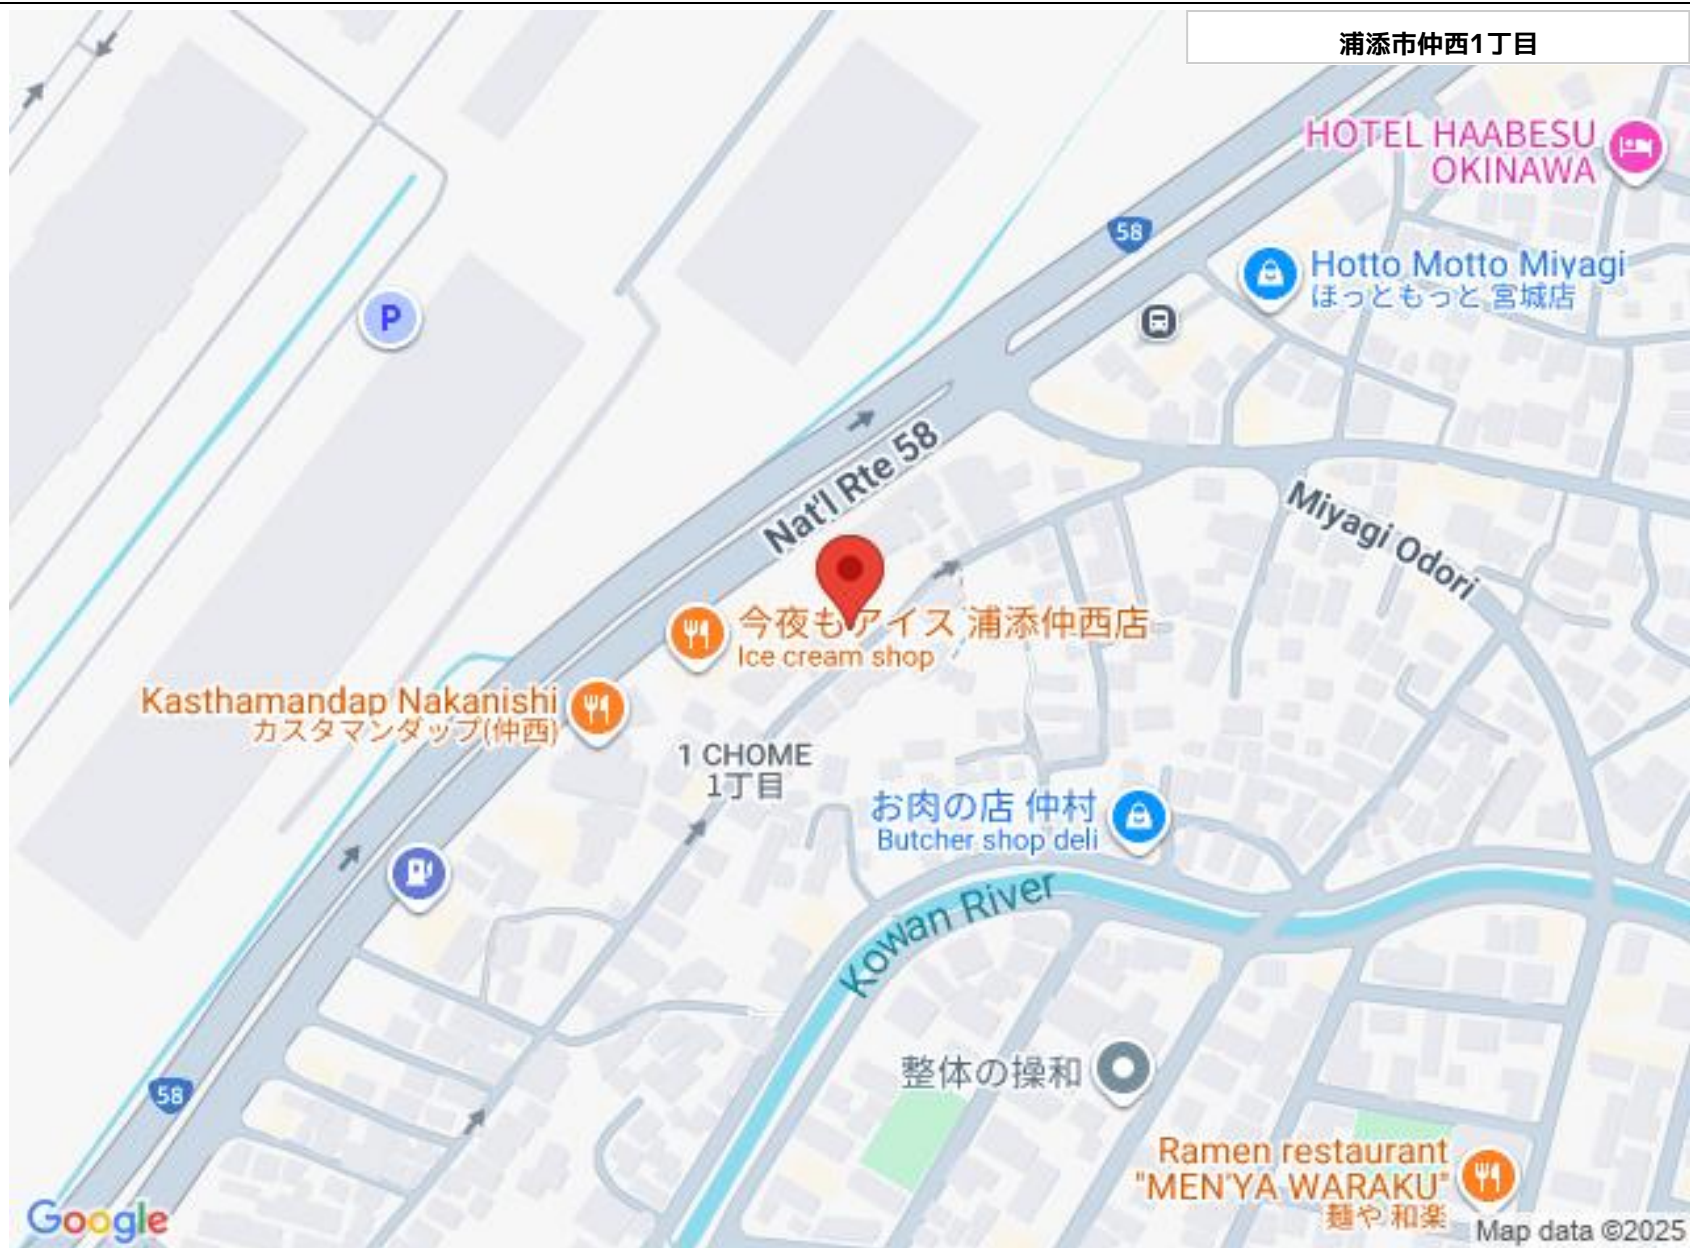 浦添市仲西1丁目
HOTEL HAABESU
OKINAWA
58
Hotto Motto Miyagi
ほっともっと 宮城店
P
Nat'l Rte 58
Miyagi Odori
今夜もアイス 浦添仲西店
Ice cream shop
Kasthamandap Nakanishi
カスタマンダップ(仲西)
1 CHOME
1丁目
お肉の店 仲村
Butcher shop deli
Kowan River
整体の操和
58
Ramen restaurant
"MEN'YA WARAKU"
麺や 和楽
Google
Map data ©2025